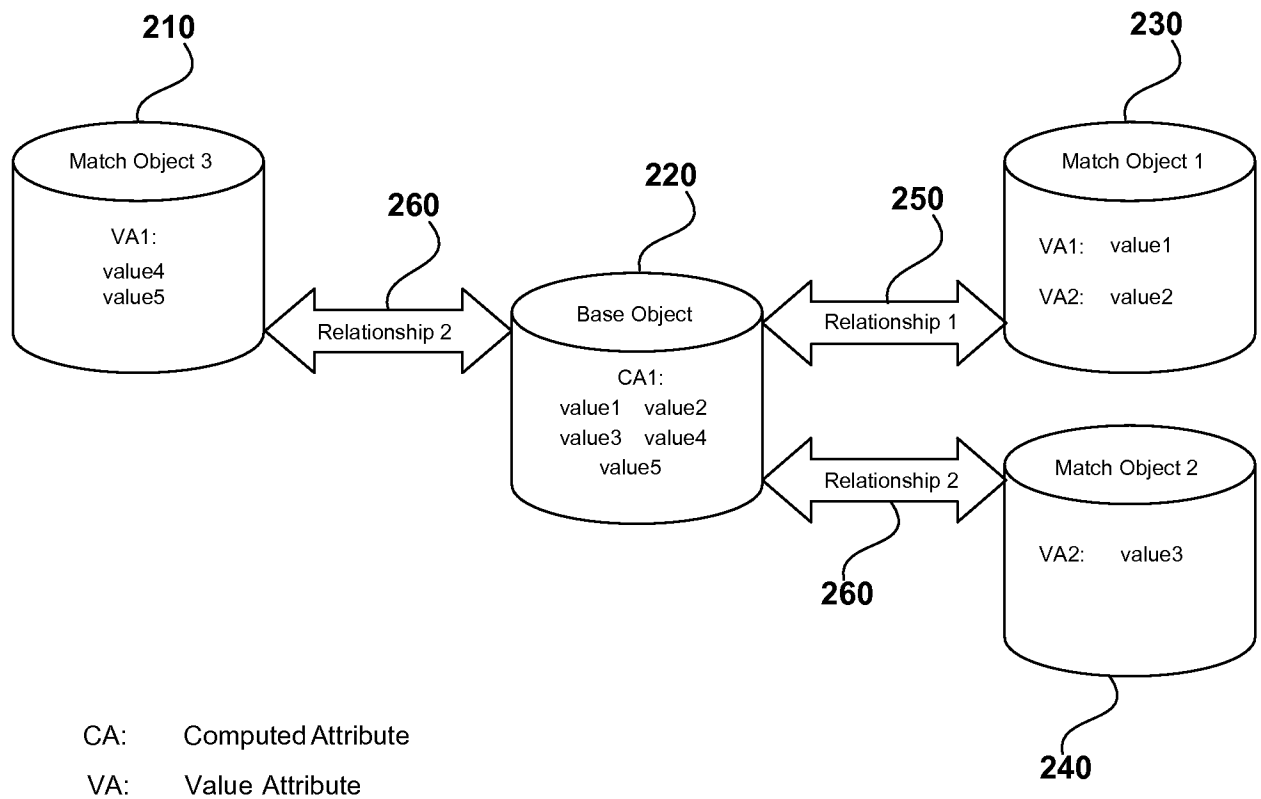 210
230
Match Object 3
Match Object 1
220
260
250
VA1:
value4
value5
VA1: value1
VA2: value2
Relationship 2
Base Object
Relationship 1
CA1:
value1 value2
value3 value4
value5
Relationship 2
Match Object 2
VA2: value3
260
240
CA: Computed Attribute
VA: Value Attribute